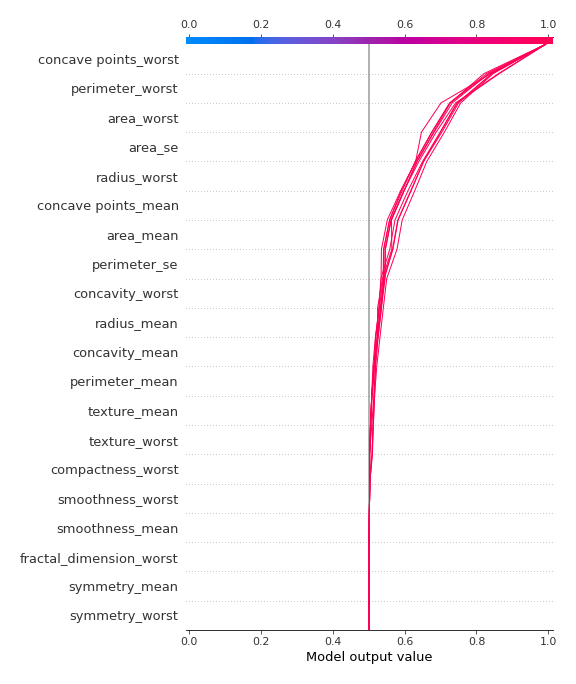 0.0 0.2 0.4 0.6 0.8 1.0
concave points_worst
perimeter_worst
area_worst
area_se
radius_worst
concave points_mean
area_mean
perimeter_se
concavity_worst
radius_mean
concavity_mean
perimeter_mean
texture_mean
texture_worst
compactness_worst
smoothness_worst
smoothness_mean
fractal_dimension_worst
symmetry_mean
symmetry_worst
0.0 0.2 0.4 0.6 0.8 1.0
Model output value